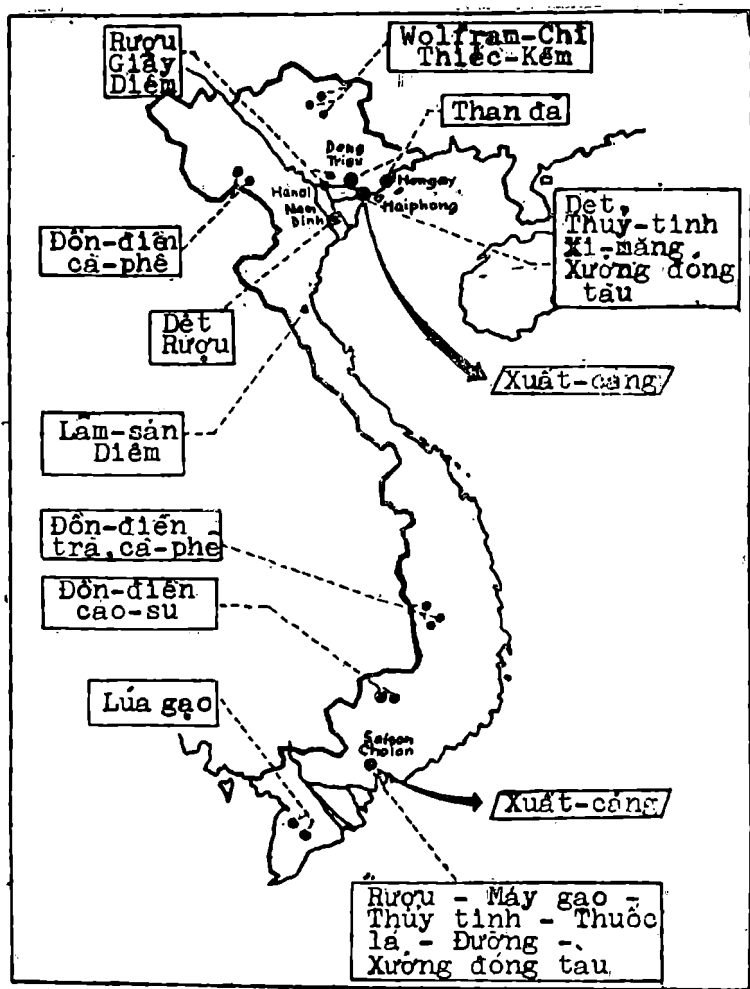 Rượu
Giấy
Diêm
Wolfram-Chì
Thiếc-Kẽm
Than đá
Dong
Trieu
Hongay
Hanoi
Haiphong
Nam
Dinh
Đồn-điền
cà-phê
Dệt
Thủy-tinh
Xi-măng
Xưởng đóng
tàu
Dệt
Rượu
Xuất-cảng
Lâm-sản
Diêm
Đồn-điền
trà, cà-phê
Đồn-điền
cao-su
Lúa gạo
Saigon
Cholon
Xuất-cảng
Rượu - Máy gạo -
Thủy tinh - Thuốc
lá - Đường -
Xưởng đóng tàu